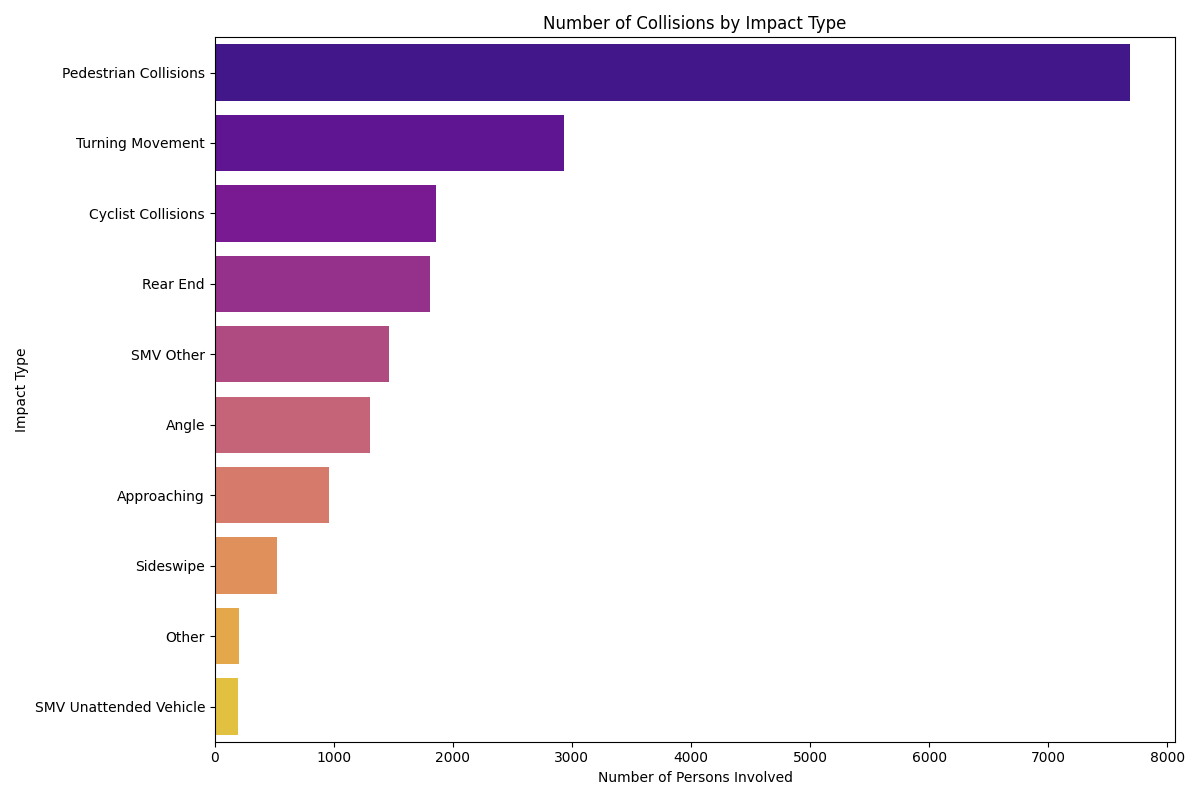 Number of Collisions by Impact Type
Pedestrian Collisions
Turning Movement
Cyclist Collisions
Rear End
SMV Other
Angle
Approaching
Sideswipe
Other
SMV Unattended Vehicle
Impact Type
0 1000 2000 3000 4000 5000 6000 7000 8000
Number of Persons Involved